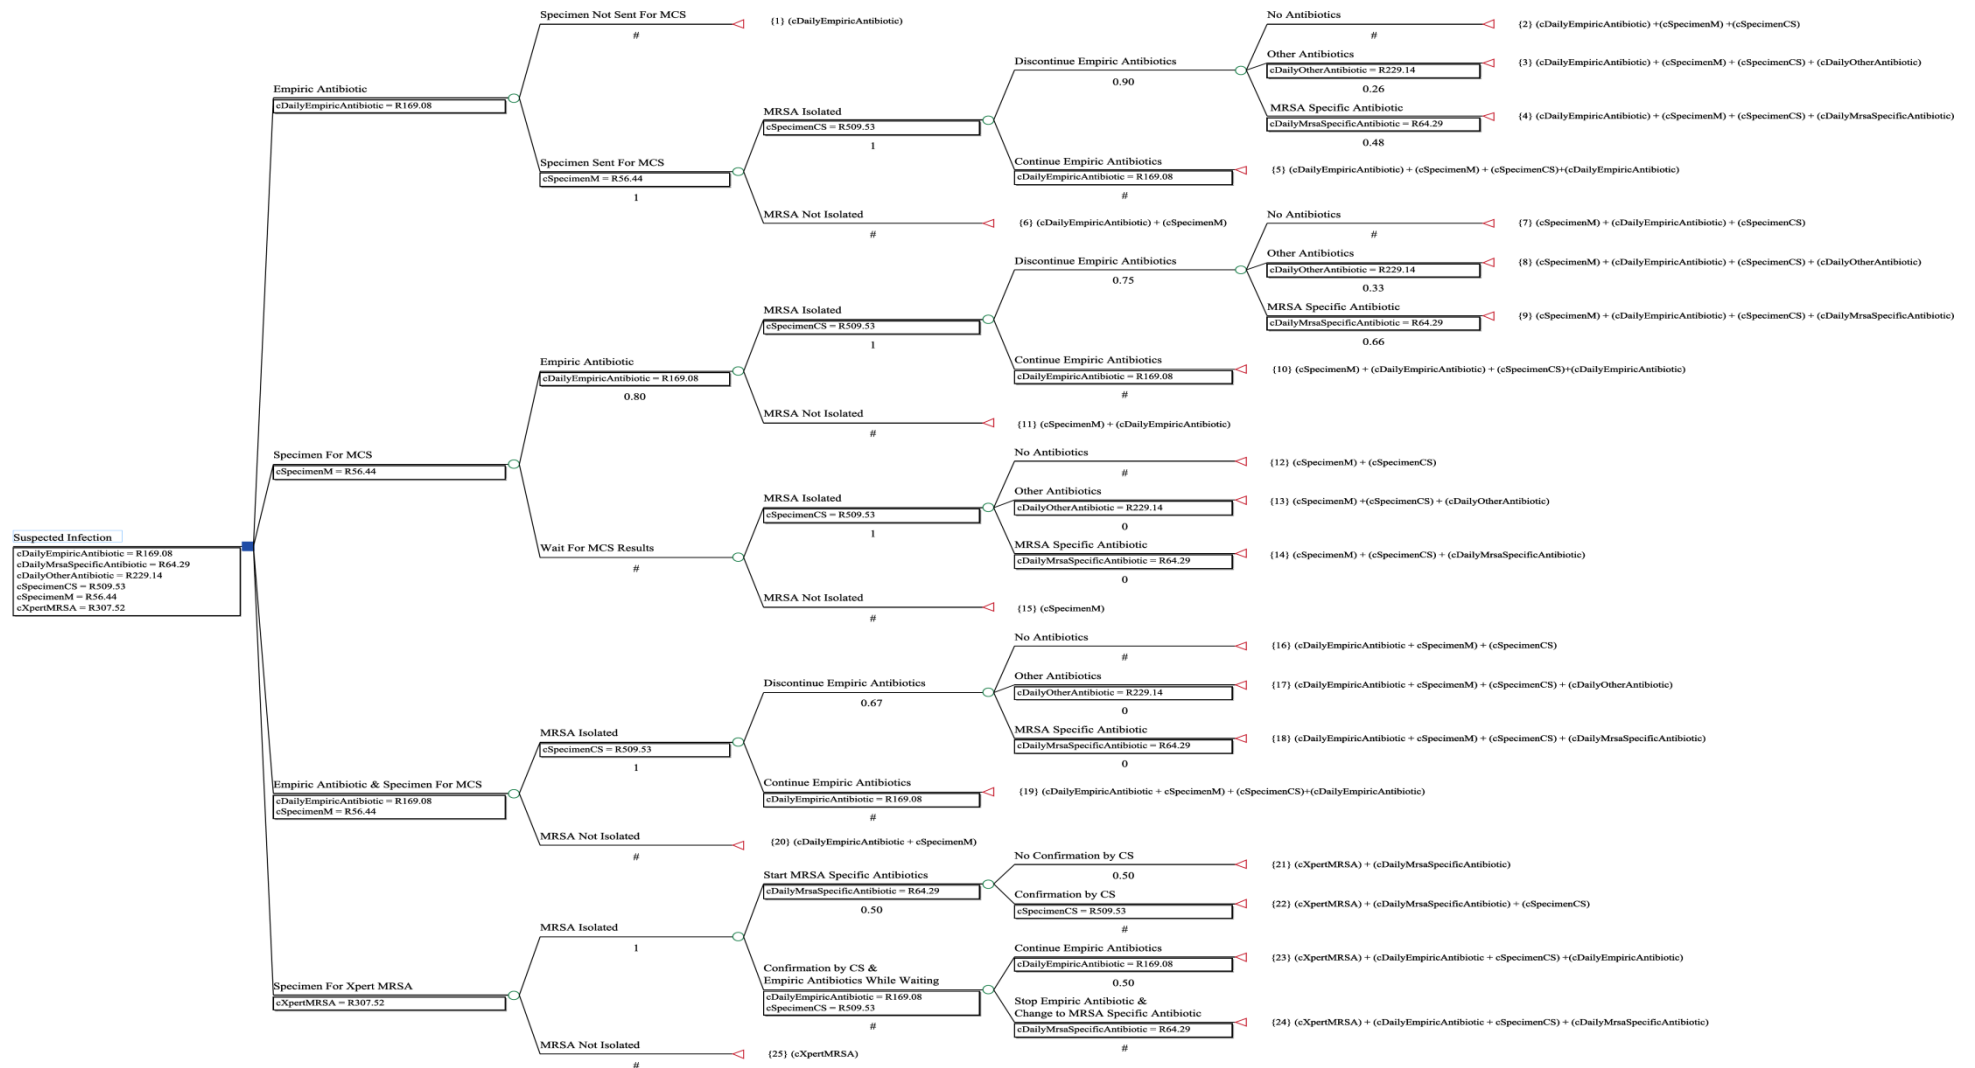 Suspected Infection
cDailyEmpiricAntibiotic = R169.08
cDailyMrsaSpecificAntibiotic = R64.29
cDailyOtherAntibiotic = R229.14
cSpecimenCS = R509.53
cSpecimenM = R56.44
cXpertMRSA = R307.52
Empiric Antibiotic
cDailyEmpiricAntibiotic = R169.08
Specimen Not Sent For MCS
#
{1} (cDailyEmpiricAntibiotic)
Specimen Sent For MCS
cSpecimenM = R56.44
1
MRSA Isolated
cSpecimenCS = R509.53
1
Discontinue Empiric Antibiotics
0.90
No Antibiotics
#
{2} (cDailyEmpiricAntibiotic) +(cSpecimenM) +(cSpecimenCS)
Other Antibiotics
cDailyOtherAntibiotic = R229.14
0.26
{3} (cDailyEmpiricAntibiotic) + (cSpecimenM) + (cSpecimenCS) + (cDailyOtherAntibiotic)
MRSA Specific Antibiotic
cDailyMrsaSpecificAntibiotic = R64.29
0.48
{4} (cDailyEmpiricAntibiotic) + (cSpecimenM) + (cSpecimenCS) + (cDailyMrsaSpecificAntibiotic)
Continue Empiric Antibiotics
cDailyEmpiricAntibiotic = R169.08
#
{5} (cDailyEmpiricAntibiotic) + (cSpecimenM) + (cSpecimenCS)+(cDailyEmpiricAntibiotic)
MRSA Not Isolated
#
{6} (cDailyEmpiricAntibiotic) + (cSpecimenM)
Specimen For MCS
cSpecimenM = R56.44
Empiric Antibiotic
cDailyEmpiricAntibiotic = R169.08
0.80
MRSA Isolated
cSpecimenCS = R509.53
1
Discontinue Empiric Antibiotics
0.75
No Antibiotics
#
{7} (cSpecimenM) + (cDailyEmpiricAntibiotic) + (cSpecimenCS)
Other Antibiotics
cDailyOtherAntibiotic = R229.14
0.33
{8} (cSpecimenM) + (cDailyEmpiricAntibiotic) + (cSpecimenCS) + (cDailyOtherAntibiotic)
MRSA Specific Antibiotic
cDailyMrsaSpecificAntibiotic = R64.29
0.66
{9} (cSpecimenM) + (cDailyEmpiricAntibiotic) + (cSpecimenCS) + (cDailyMrsaSpecificAntibiotic)
Continue Empiric Antibiotics
cDailyEmpiricAntibiotic = R169.08
#
{10} (cSpecimenM) + (cDailyEmpiricAntibiotic) + (cSpecimenCS)+(cDailyEmpiricAntibiotic)
MRSA Not Isolated
#
{11} (cSpecimenM) + (cDailyEmpiricAntibiotic)
Wait For MCS Results
#
MRSA Isolated
cSpecimenCS = R509.53
1
No Antibiotics
#
{12} (cSpecimenM) + (cSpecimenCS)
Other Antibiotics
cDailyOtherAntibiotic = R229.14
0
{13} (cSpecimenM) +(cSpecimenCS) + (cDailyOtherAntibiotic)
MRSA Specific Antibiotic
cDailyMrsaSpecificAntibiotic = R64.29
0
{14} (cSpecimenM) + (cSpecimenCS) + (cDailyMrsaSpecificAntibiotic)
MRSA Not Isolated
#
{15} (cSpecimenM)
Empiric Antibiotic & Specimen For MCS
cDailyEmpiricAntibiotic = R169.08
cSpecimenM = R56.44
MRSA Isolated
cSpecimenCS = R509.53
1
Discontinue Empiric Antibiotics
0.67
No Antibiotics
#
{16} (cDailyEmpiricAntibiotic + cSpecimenM) + (cSpecimenCS)
Other Antibiotics
cDailyOtherAntibiotic = R229.14
0
{17} (cDailyEmpiricAntibiotic + cSpecimenM) + (cSpecimenCS) + (cDailyOtherAntibiotic)
MRSA Specific Antibiotic
cDailyMrsaSpecificAntibiotic = R64.29
0
{18} (cDailyEmpiricAntibiotic + cSpecimenM) + (cSpecimenCS) + (cDailyMrsaSpecificAntibiotic)
Continue Empiric Antibiotics
cDailyEmpiricAntibiotic = R169.08
#
{19} (cDailyEmpiricAntibiotic + cSpecimenM) + (cSpecimenCS)+(cDailyEmpiricAntibiotic)
MRSA Not Isolated
#
{20} (cDailyEmpiricAntibiotic + cSpecimenM)
Specimen For Xpert MRSA
cXpertMRSA = R307.52
MRSA Isolated
1
Start MRSA Specific Antibiotics
cDailyMrsaSpecificAntibiotic = R64.29
0.50
No Confirmation by CS
0.50
{21} (cXpertMRSA) + (cDailyMrsaSpecificAntibiotic)
Confirmation by CS
cSpecimenCS = R509.53
#
{22} (cXpertMRSA) + (cDailyMrsaSpecificAntibiotic) + (cSpecimenCS)
Confirmation by CS &
Empiric Antibiotics While Waiting
cDailyEmpiricAntibiotic = R169.08
cSpecimenCS = R509.53
#
Continue Empiric Antibiotics
cDailyEmpiricAntibiotic = R169.08
0.50
{23} (cXpertMRSA) + (cDailyEmpiricAntibiotic + cSpecimenCS) +(cDailyEmpiricAntibiotic)
Stop Empiric Antibiotic &
Change to MRSA Specific Antibiotic
cDailyMrsaSpecificAntibiotic = R64.29
#
{24} (cXpertMRSA) + (cDailyEmpiricAntibiotic + cSpecimenCS) + (cDailyMrsaSpecificAntibiotic)
MRSA Not Isolated
#
{25} (cXpertMRSA)